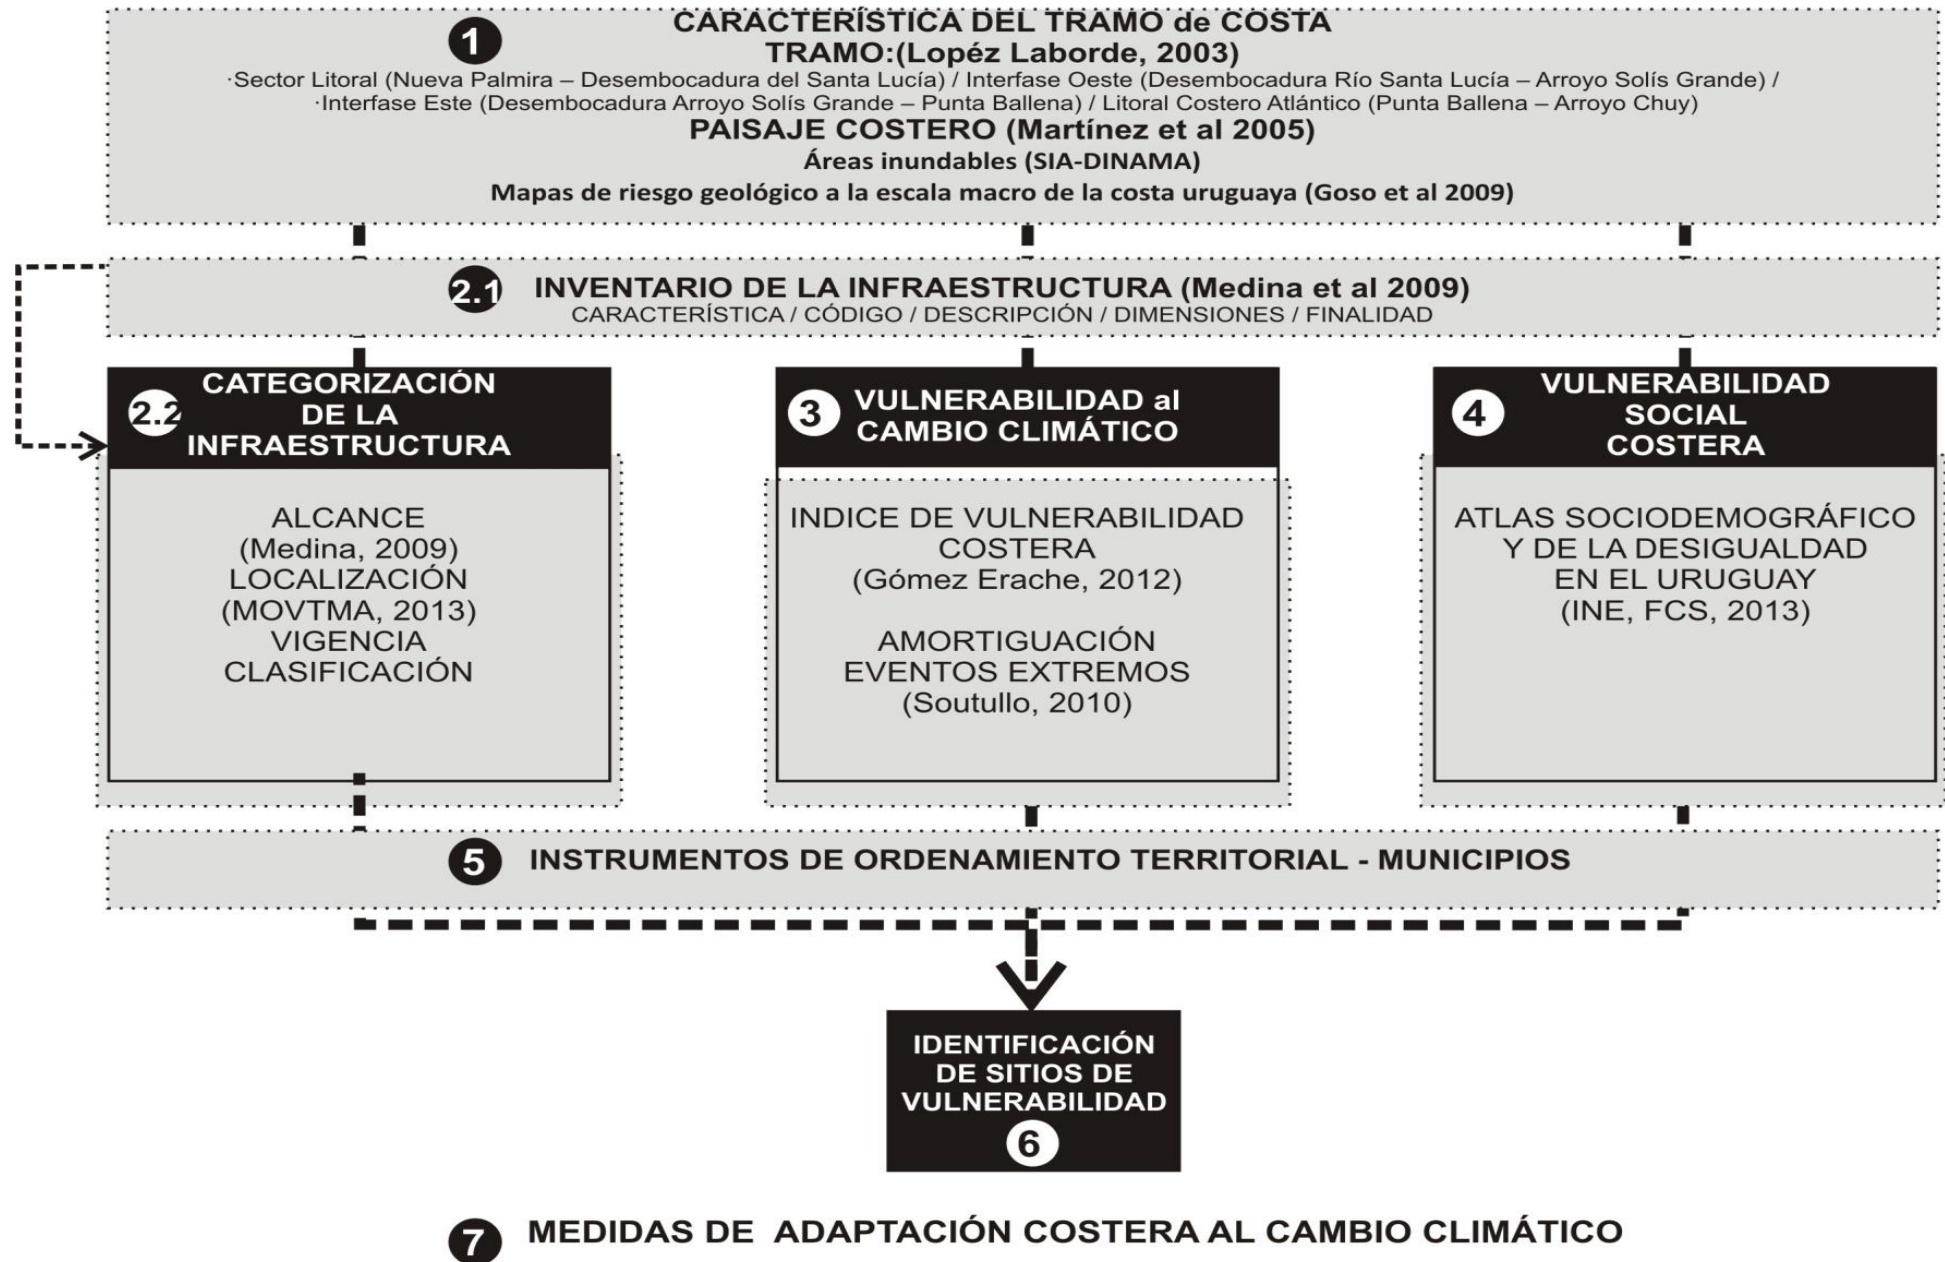 1
CARACTERÍSTICA DEL TRAMO de COSTA
TRAMO:(Lopéz Laborde, 2003)
·Sector Litoral (Nueva Palmira – Desembocadura del Santa Lucía) / Interfase Oeste (Desembocadura Río Santa Lucía – Arroyo Solís Grande) /
·Interfase Este (Desembocadura Arroyo Solís Grande – Punta Ballena) / Litoral Costero Atlántico (Punta Ballena – Arroyo Chuy)
PAISAJE COSTERO (Martínez et al 2005)
Áreas inundables (SIA-DINAMA)
Mapas de riesgo geológico a la escala macro de la costa uruguaya (Goso et al 2009)
2.1
INVENTARIO DE LA INFRAESTRUCTURA (Medina et al 2009)
CARACTERÍSTICA / CÓDIGO / DESCRIPCIÓN / DIMENSIONES / FINALIDAD
2.2
CATEGORIZACIÓN
DE LA
INFRAESTRUCTURA
ALCANCE
(Medina, 2009)
LOCALIZACIÓN
(MOVTMA, 2013)
VIGENCIA
CLASIFICACIÓN
3
VULNERABILIDAD al
CAMBIO CLIMÁTICO
INDICE DE VULNERABILIDAD
COSTERA
(Gómez Erache, 2012)
AMORTIGUACIÓN
EVENTOS EXTREMOS
(Soutullo, 2010)
4
VULNERABILIDAD
SOCIAL
COSTERA
ATLAS SOCIODEMOGRÁFICO
Y DE LA DESIGUALDAD
EN EL URUGUAY
(INE, FCS, 2013)
5
INSTRUMENTOS DE ORDENAMIENTO TERRITORIAL - MUNICIPIOS
IDENTIFICACIÓN
DE SITIOS DE
VULNERABILIDAD
6
7
MEDIDAS DE ADAPTACIÓN COSTERA AL CAMBIO CLIMÁTICO